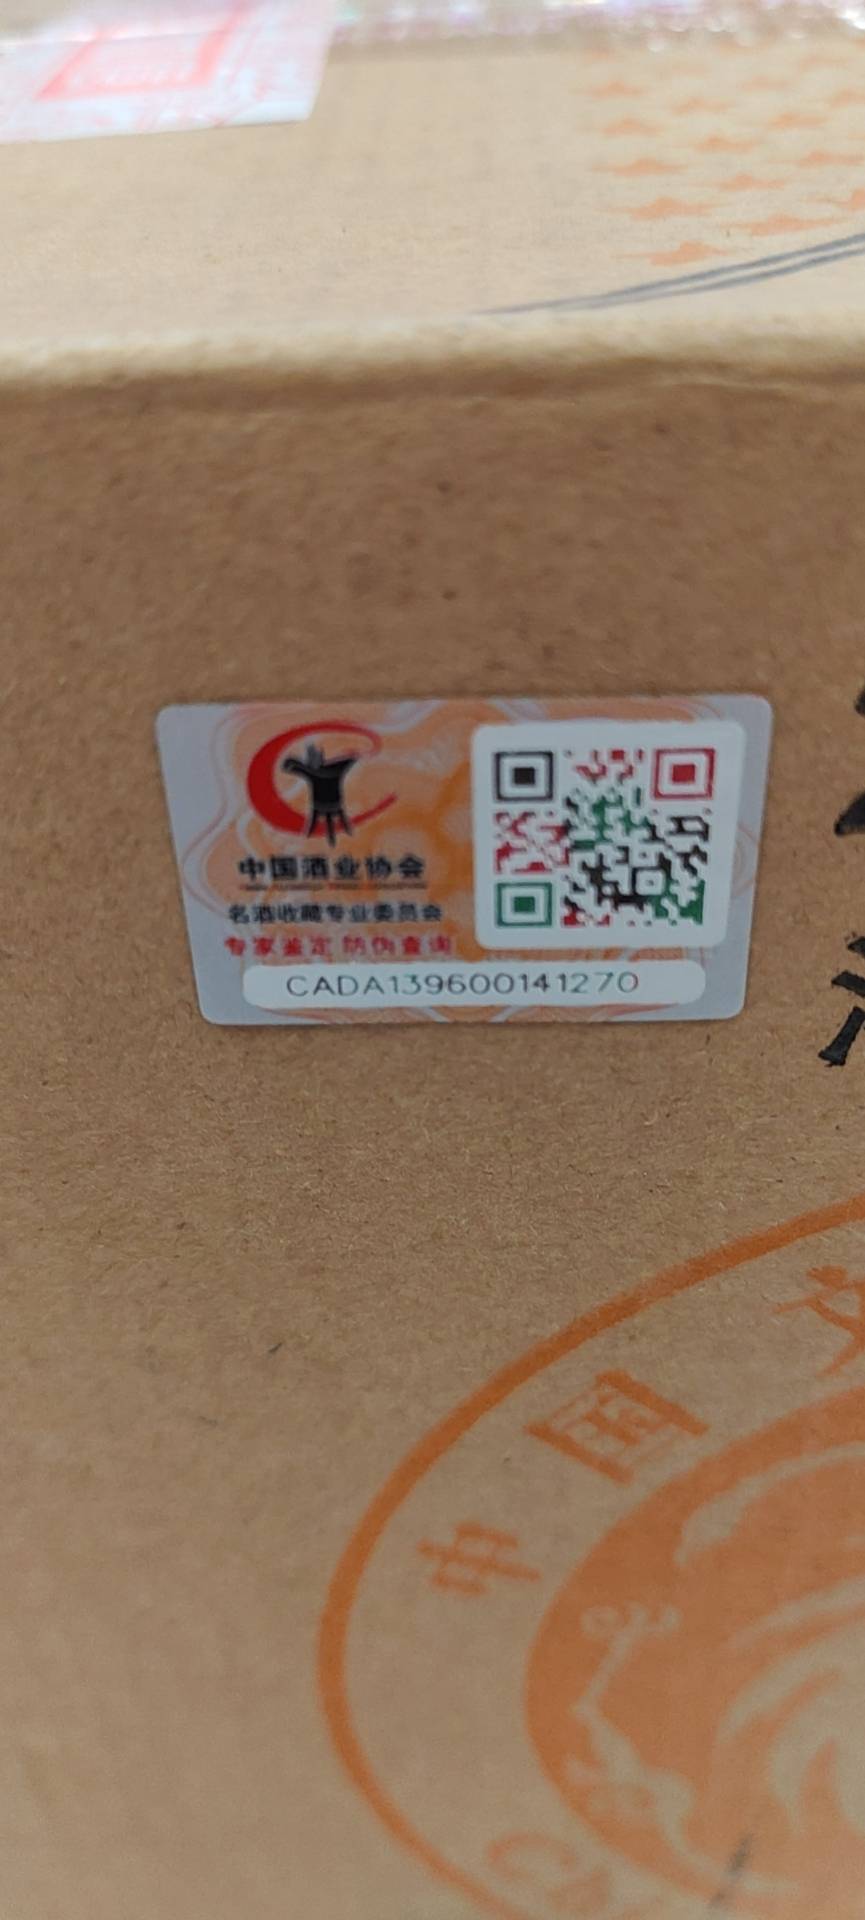 中国酒业协会
名酒收藏专业委员会
专家鉴定 防伪查询
CADA139600141270
中国文